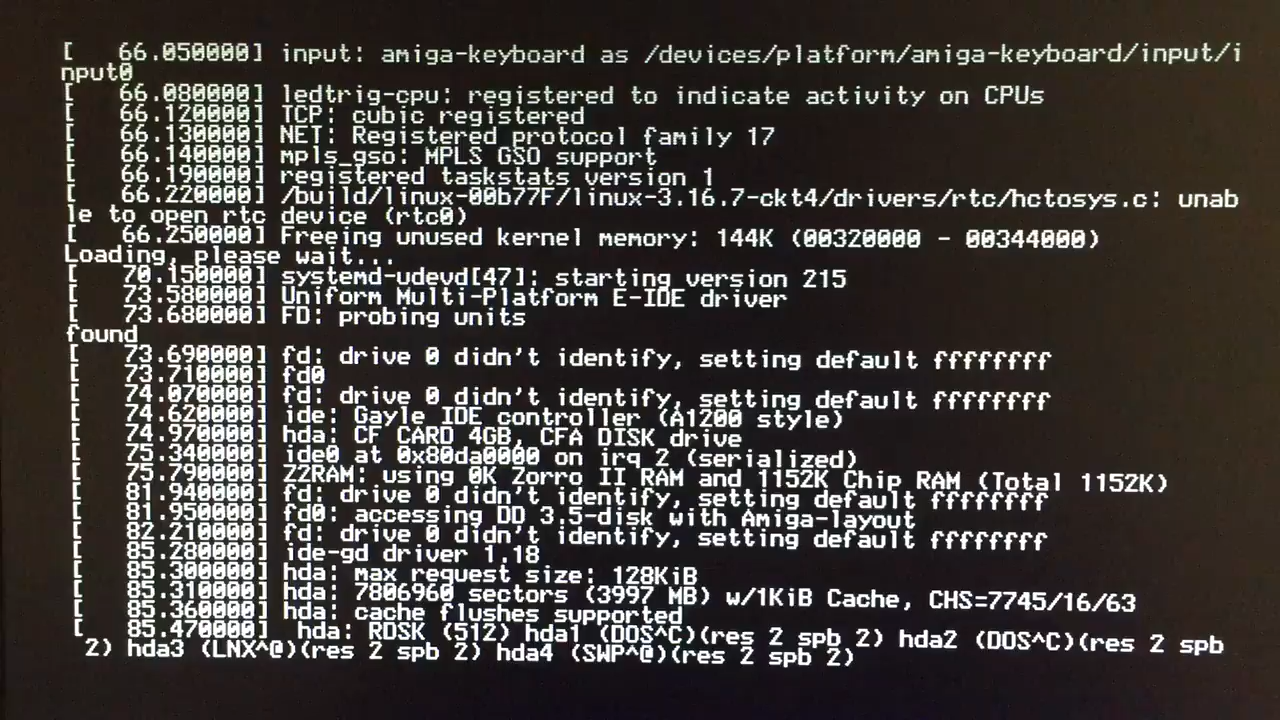 [   66.050000] input: amiga-keyboard as /devices/platform/amiga-keyboard/input/i
nput0
[   66.080000] ledtrig-cpu: registered to indicate activity on CPUs
[   66.120000] TCP: cubic registered
[   66.130000] NET: Registered protocol family 17
[   66.140000] mpls_gso: MPLS GSO support
[   66.190000] registered taskstats version 1
[   66.220000] /build/linux-00b77F/linux-3.16.7-ckt4/drivers/rtc/hctosys.c: unab
le to open rtc device (rtc0)
[   66.250000] Freeing unused kernel memory: 144K (00320000 - 00344000)
Loading, please wait...
[   70.150000] systemd-udevd[47]: starting version 215
[   73.580000] Uniform Multi-Platform E-IDE driver
[   73.680000] FD: probing units
found
[   73.690000] fd: drive 0 didn't identify, setting default ffffffff
[   73.710000] fd0
[   74.070000] fd: drive 0 didn't identify, setting default ffffffff
[   74.620000] ide: Gayle IDE controller (A1200 style)
[   74.970000] hda: CF CARD 4GB, CFA DISK drive
[   75.340000] ide0 at 0x80da0000 on irq 2 (serialized)
[   75.790000] Z2RAM: using 0K Zorro II RAM and 1152K Chip RAM (Total 1152K)
[   81.940000] fd: drive 0 didn't identify, setting default ffffffff
[   81.950000] fd0: accessing DD 3.5-disk with Amiga-layout
[   82.210000] fd: drive 0 didn't identify, setting default ffffffff
[   85.280000] ide-gd driver 1.18
[   85.300000] hda: max request size: 128KiB
[   85.310000] hda: 7806960 sectors (3997 MB) w/1KiB Cache, CHS=7745/16/63
[   85.360000] hda: cache flushes supported
[   85.470000]  hda: RDSK (512) hda1 (DOS^C)(res 2 spb 2) hda2 (DOS^C)(res 2 spb
 2) hda3 (LNX^@)(res 2 spb 2) hda4 (SWP^@)(res 2 spb 2)